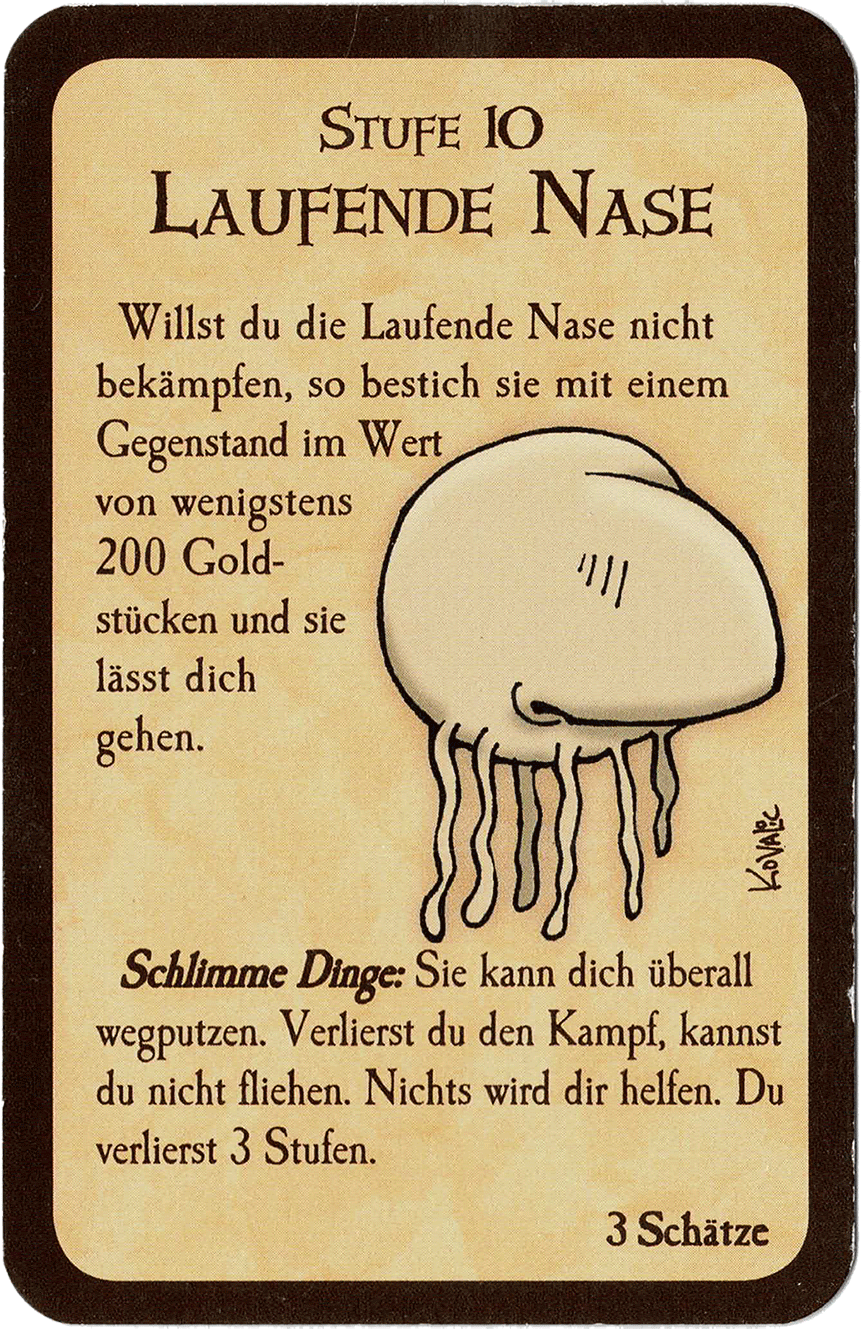 Stufe 10
Laufende Nase
Willst du die Laufende Nase nicht
bekämpfen, so bestich sie mit einem
Gegenstand im Wert
von wenigstens
200 Gold-
stücken und sie
lässt dich
gehen.
Kovalic
Schlimme Dinge: Sie kann dich überall
wegputzen. Verlierst du den Kampf, kannst
du nicht fliehen. Nichts wird dir helfen. Du
verlierst 3 Stufen.
3 Schätze